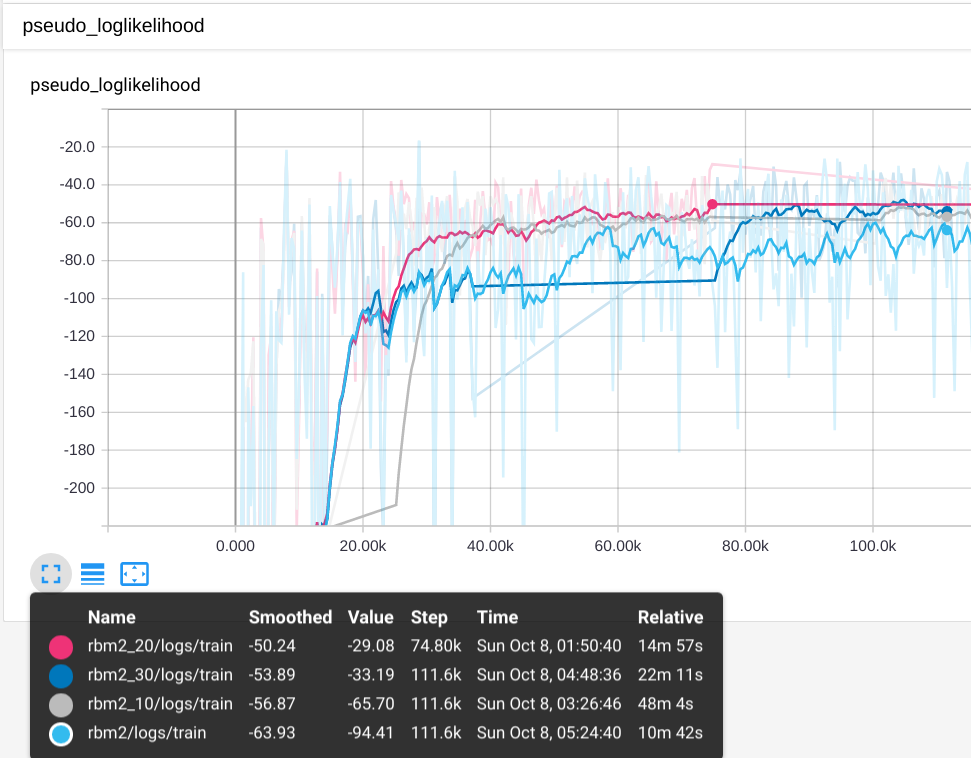 pseudo_loglikelihood
pseudo_loglikelihood
-20.0
-40.0
-60.0
-80.0
-100
-120
-140
-160
-180
-200
0.000 20.00k 40.00k 60.00k 80.00k 100.0k
Name Smoothed Value Step Time Relative
rbm2_20/logs/train -50.24 -29.08 74.80k Sun Oct 8, 01:50:40 14m 57s
rbm2_30/logs/train -53.89 -33.19 111.6k Sun Oct 8, 04:48:36 22m 11s
rbm2_10/logs/train -56.87 -65.70 111.6k Sun Oct 8, 03:26:46 48m 4s
rbm2/logs/train -63.93 -94.41 111.6k Sun Oct 8, 05:24:40 10m 42s